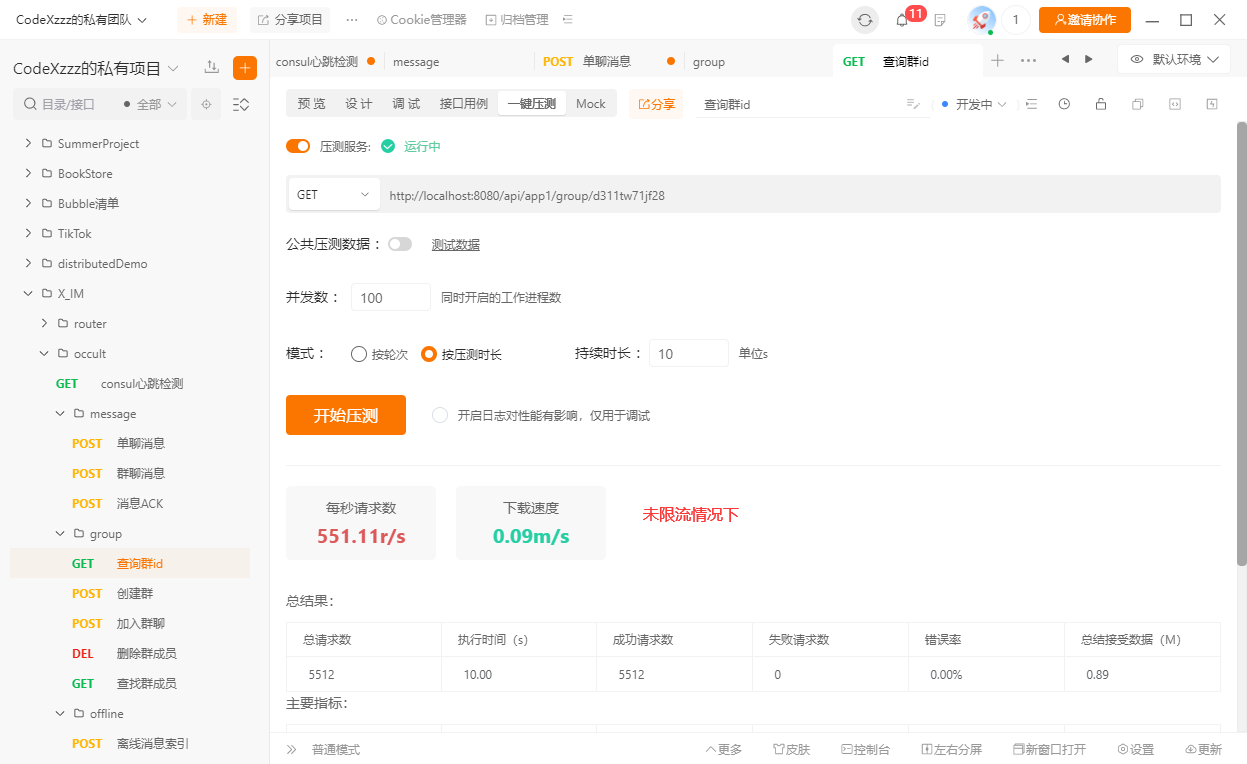 CodeXzzz的私有团队
+ 新建
分享项目
···
Cookie管理器
归档管理
11
1
邀请协作
CodeXzzz的私有项目
consul心跳检测
message
POST 单聊消息
group
GET 查询群id
默认环境
目录/接口
全部
预览
设计
调试
接口用例
一键压测
Mock
分享
查询群id
开发中
SummerProject
BookStore
Bubble清单
TikTok
distributedDemo
X_IM
router
occult
GET consul心跳检测
message
POST 单聊消息
POST 群聊消息
POST 消息ACK
group
GET 查询群id
POST 创建群
POST 加入群聊
DEL 删除群成员
GET 查找群成员
offline
POST 离线消息索引
压测服务: 运行中
GET http://localhost:8080/api/app1/group/d311tw71jf28
公共压测数据： 测试数据
并发数： 100 同时开启的工作进程数
模式： 按轮次 按压测时长 持续时长： 10 单位s
开始压测 开启日志对性能有影响，仅用于调试
每秒请求数
551.11r/s
下载速度
0.09m/s
未限流情况下
总结果：
总请求数 执行时间（s） 成功请求数 失败请求数 错误率 总结接受数据（M）
5512 10.00 5512 0 0.00% 0.89
主要指标：
普通模式
更多
皮肤
控制台
左右分屏
新窗口打开
设置
更新